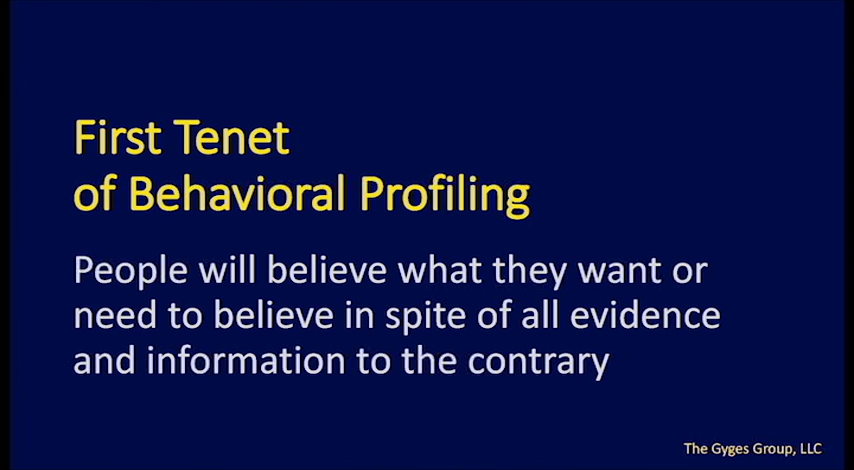 First Tenet
of Behavioral Profiling
People will believe what they want or
need to believe in spite of all evidence
and information to the contrary
The Gyges Group, LLC